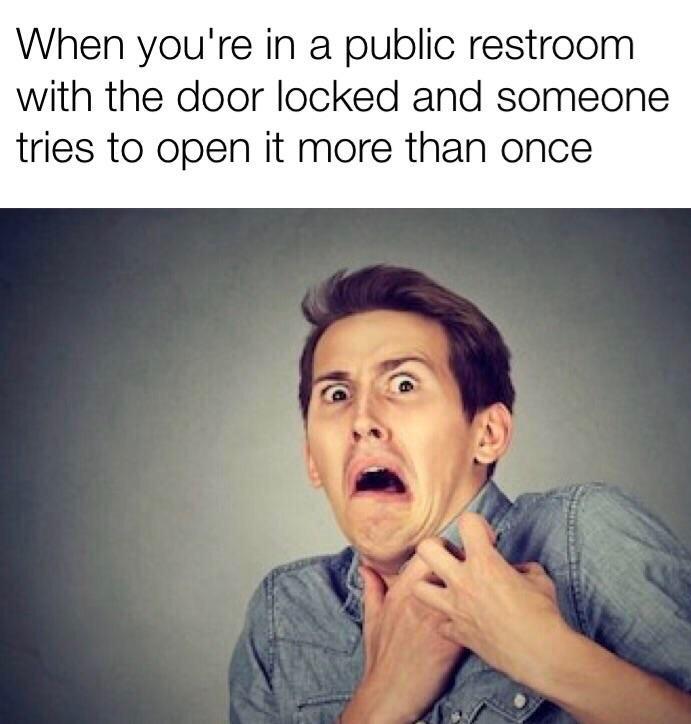 When you're in a public restroom
with the door locked and someone
tries to open it more than once